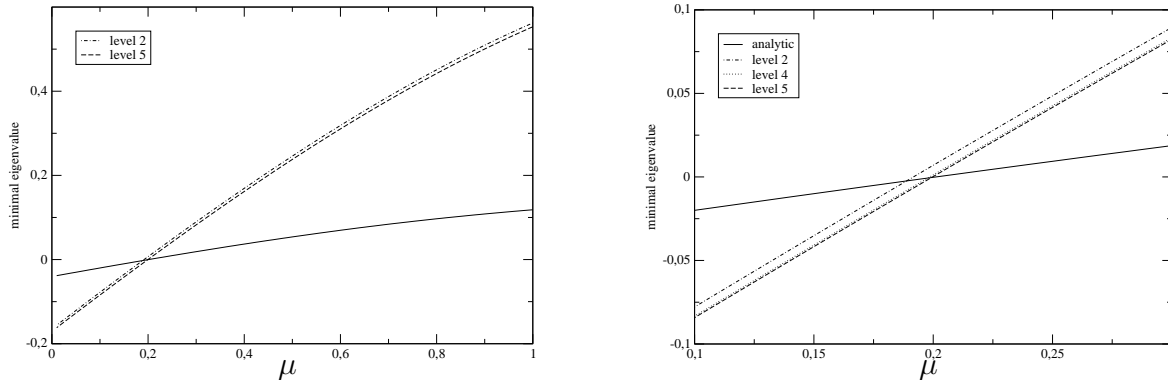 minimal eigenvalue
level 2
level 5
0,4
0,2
0
-0,2
0 0,2 0,4 0,6 0,8 1
μ
minimal eigenvalue
analytic
level 2
level 4
level 5
0,1
0,05
0
-0,05
-0,1
0,1 0,15 0,2 0,25
μ